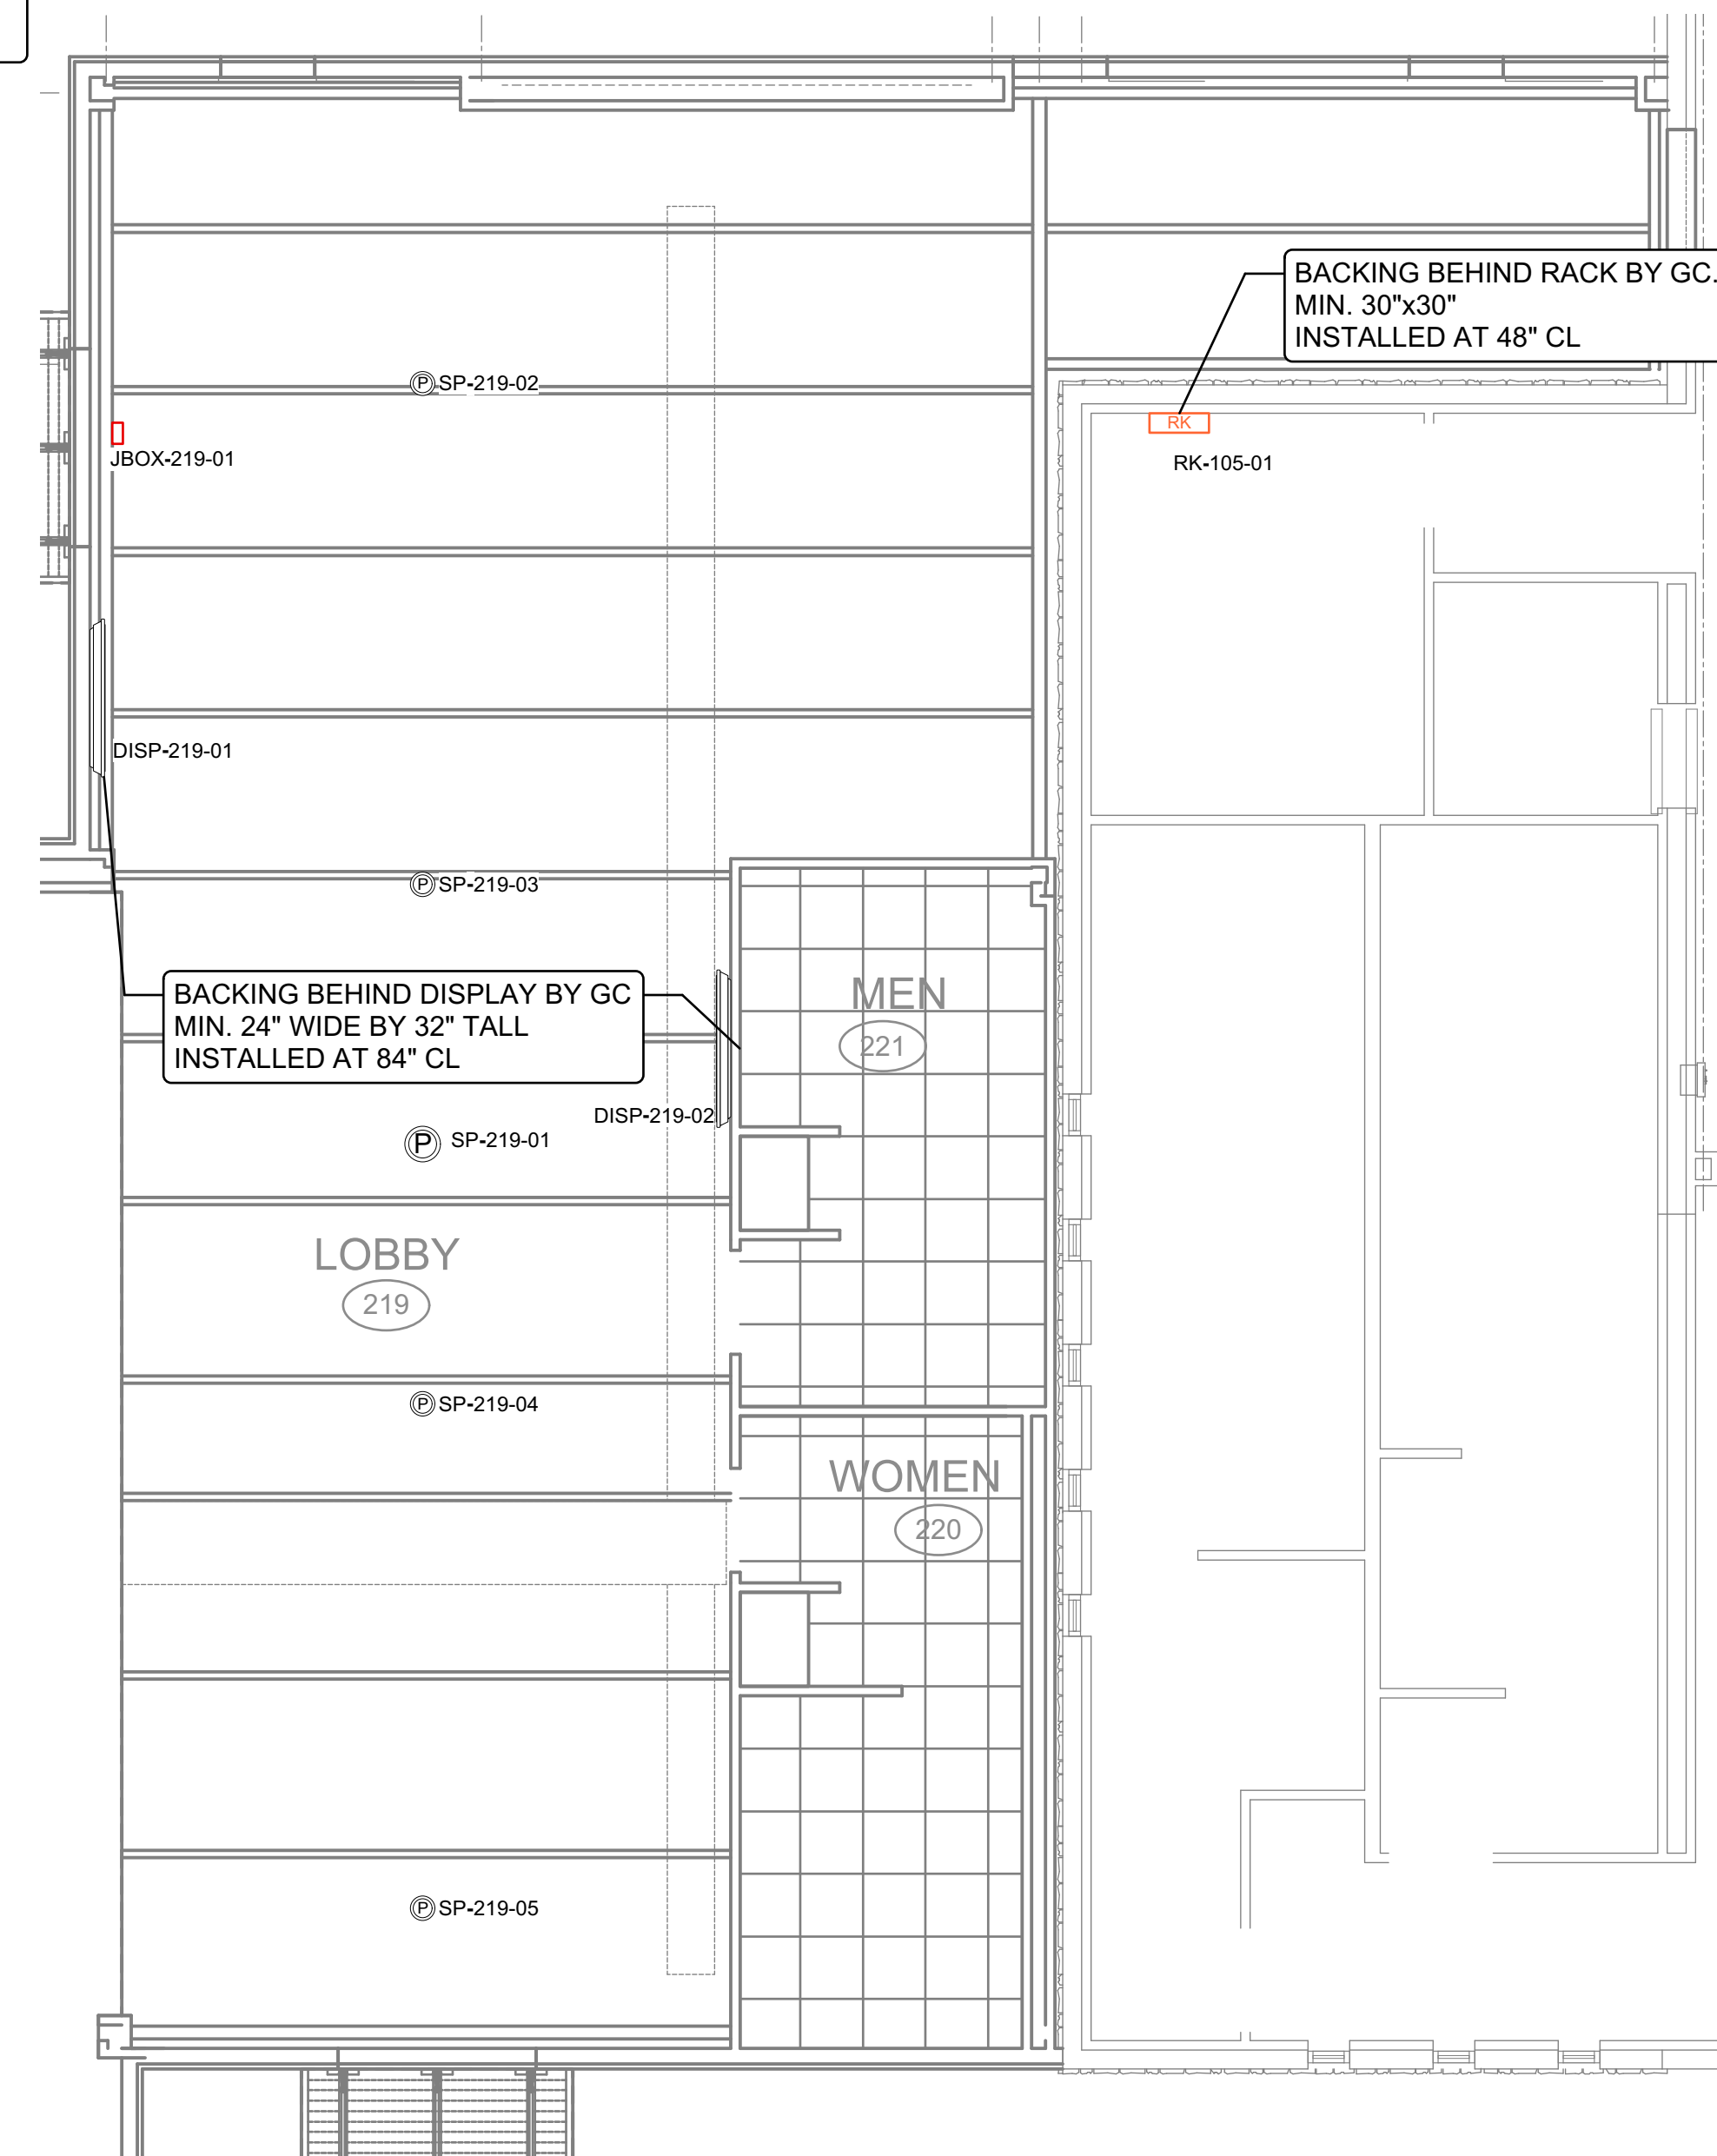 BACKING BEHIND RACK BY GC.
MIN. 30"x30"
INSTALLED AT 48" CL
P SP-219-02
RK
JBOX-219-01
RK-105-01
DISP-219-01
P SP-219-03
BACKING BEHIND DISPLAY BY GC
MIN. 24" WIDE BY 32" TALL
INSTALLED AT 84" CL
MEN
221
DISP-219-02
P SP-219-01
LOBBY
219
P SP-219-04
WOMEN
220
P SP-219-05